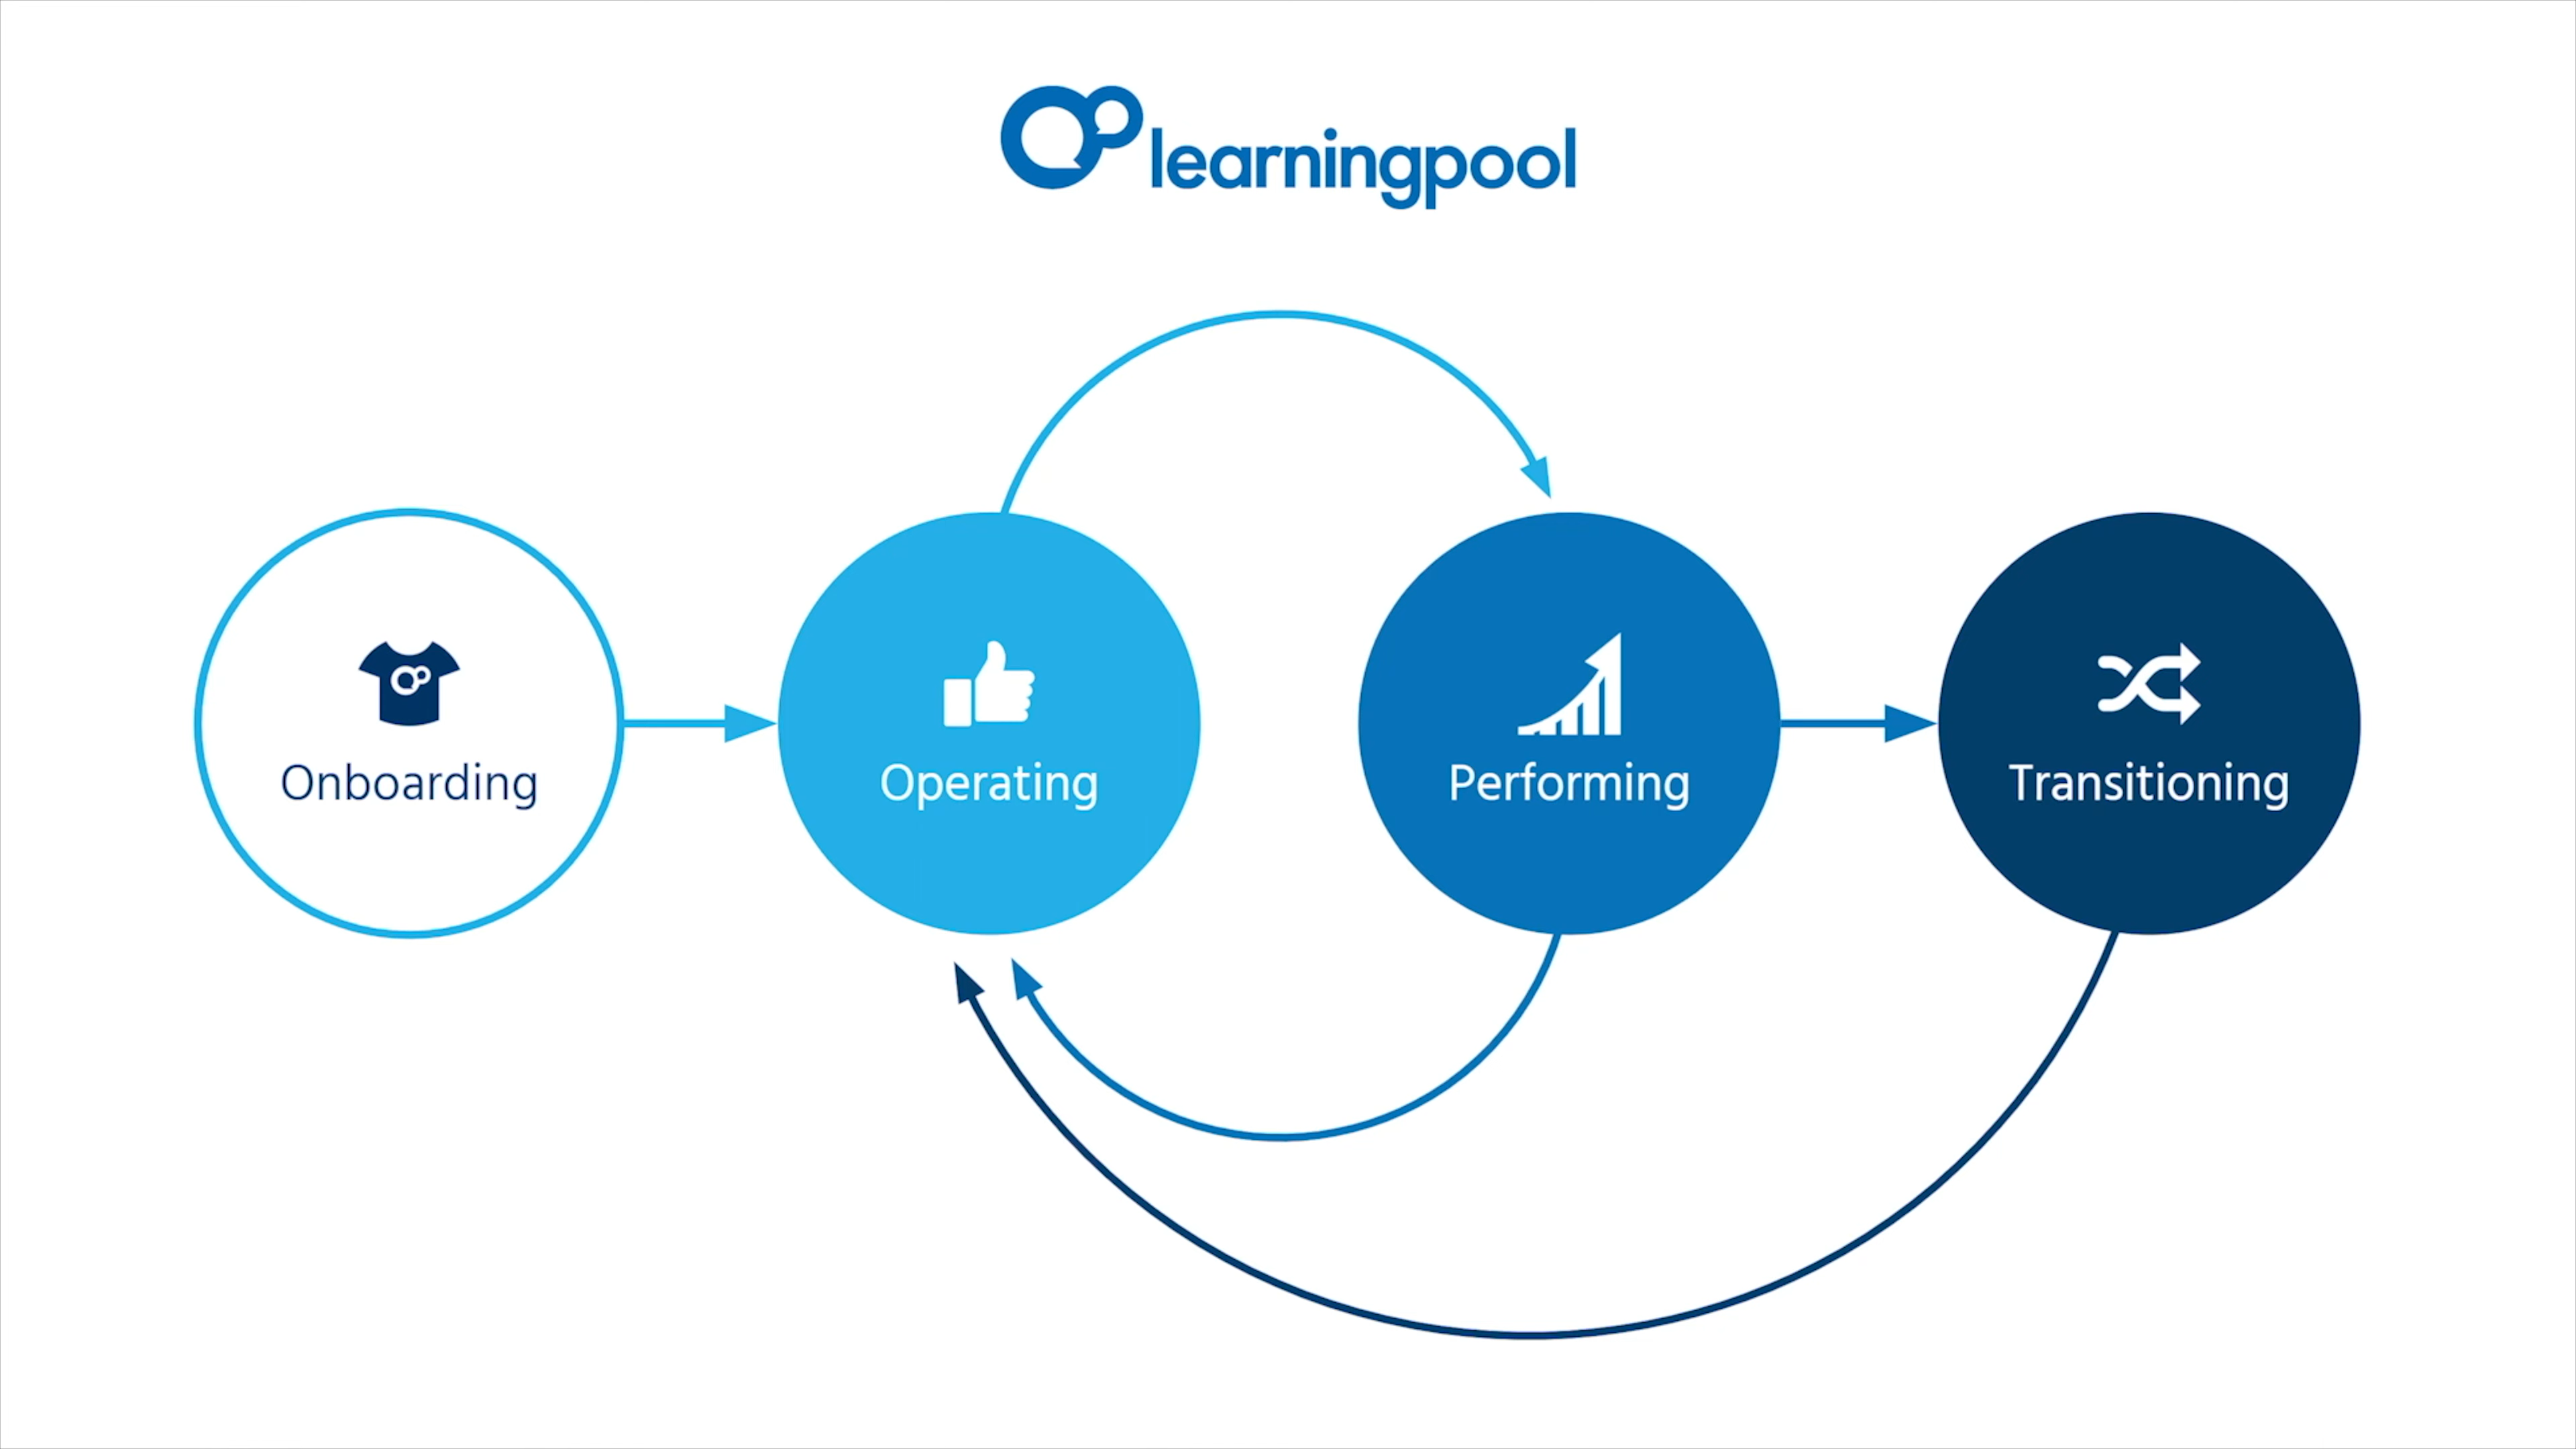 learningpool
Onboarding
Operating
Performing
Transitioning